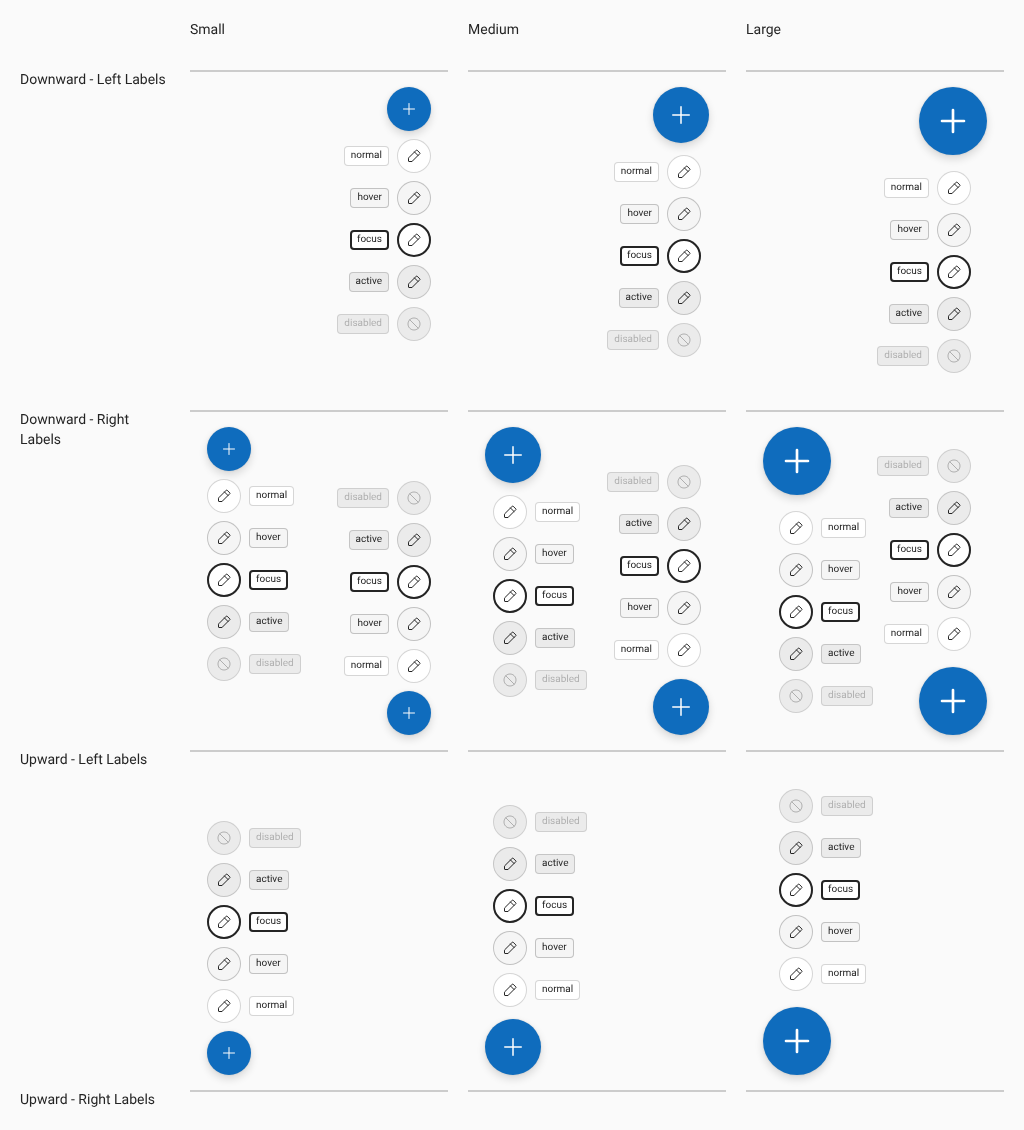 Small
Medium
Large
Downward - Left Labels
normal
hover
focus
active
disabled
normal
hover
focus
active
disabled
normal
hover
focus
active
disabled
Downward - Right
Labels
normal
hover
focus
active
disabled
disabled
active
focus
hover
normal
normal
hover
focus
active
disabled
disabled
active
focus
hover
normal
normal
hover
focus
active
disabled
disabled
active
focus
hover
normal
Upward - Left Labels
disabled
active
focus
hover
normal
disabled
active
focus
hover
normal
disabled
active
focus
hover
normal
Upward - Right Labels